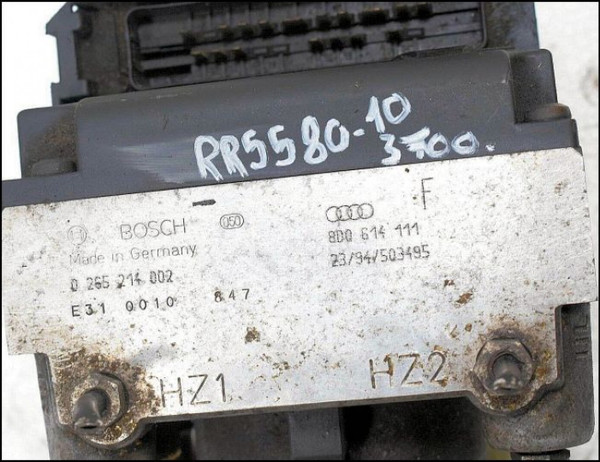 RR5580-10
3700.
BOSCH 050
Made in Germany
0 265 214 002
E31 0010 847
F
8D0 614 111
23/94/503495
HZ1 HZ2